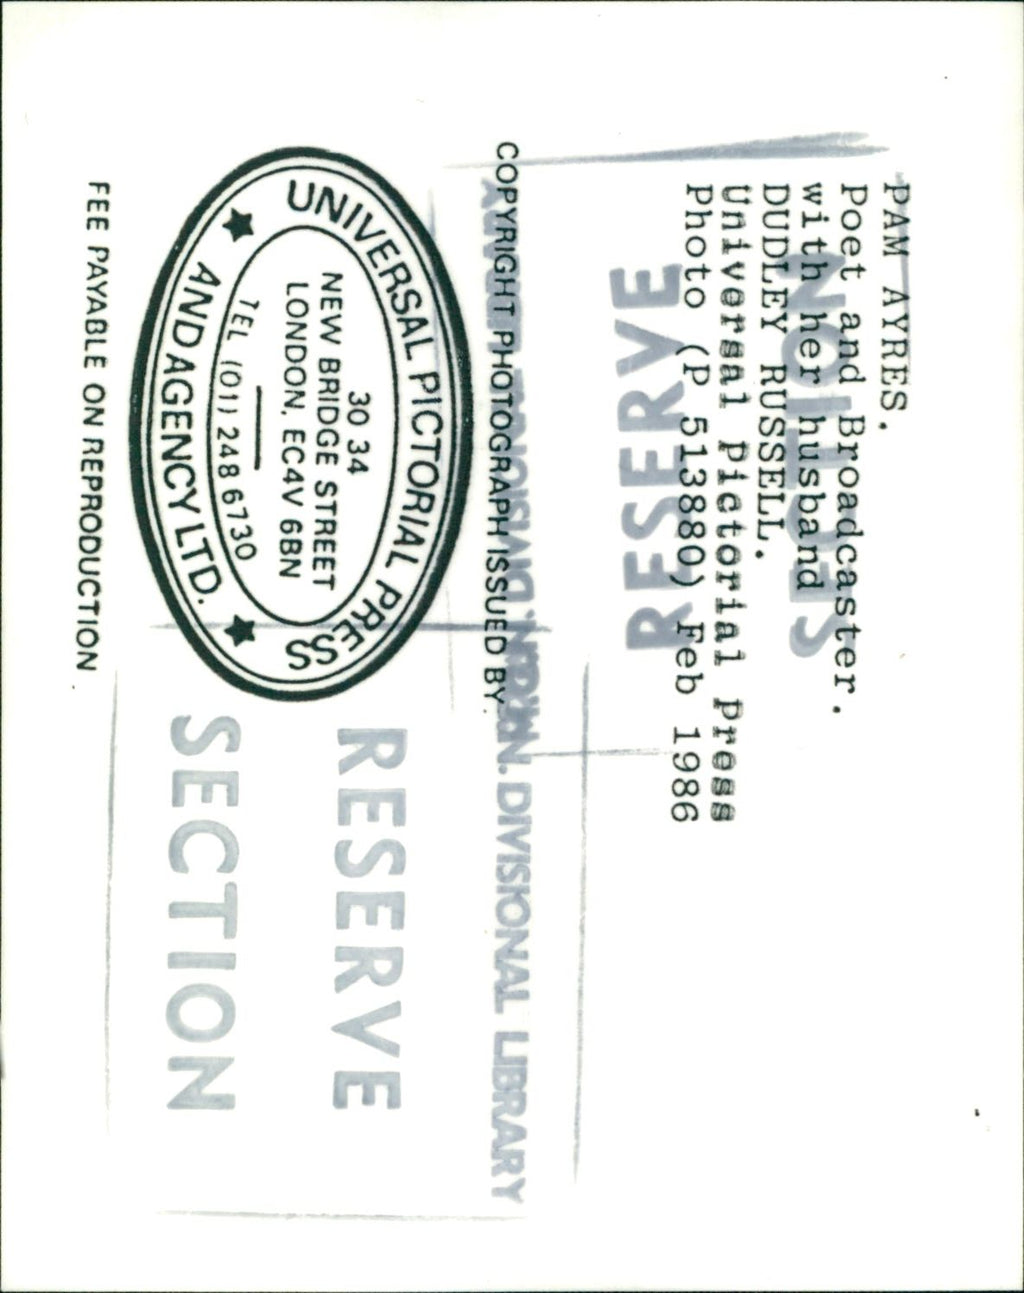 PAM AYRES.
Poet and Broadcaster.
with her husband
DUDLEY RUSSELL.
Universal Pictorial Press
Photo (P 513880) Feb 1986
RESERVE
SECTION
COPYRIGHT PHOTOGRAPH ISSUED BY
DIVISIONAL LIBRARY
UNIVERSAL PICTORIAL PRESS
30 34
NEW BRIDGE STREET
LONDON, EC4V 6BN
TEL (01) 248 6730
AND AGENCY LTD.
FEE PAYABLE ON REPRODUCTION
RESERVE
SECTION